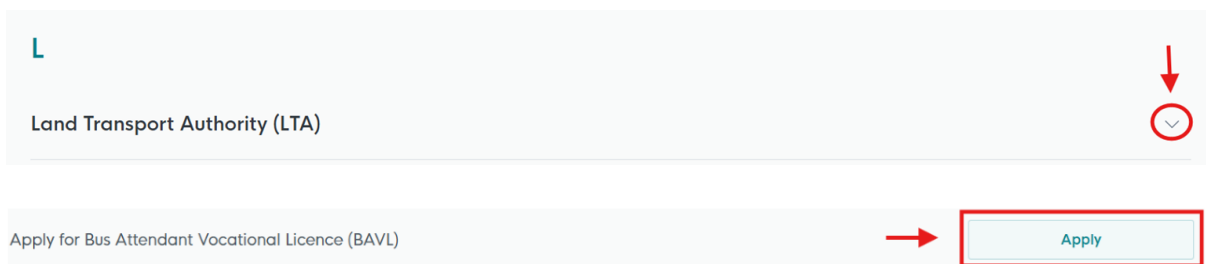 L
Land Transport Authority (LTA)
Apply for Bus Attendant Vocational Licence (BAVL)
Apply